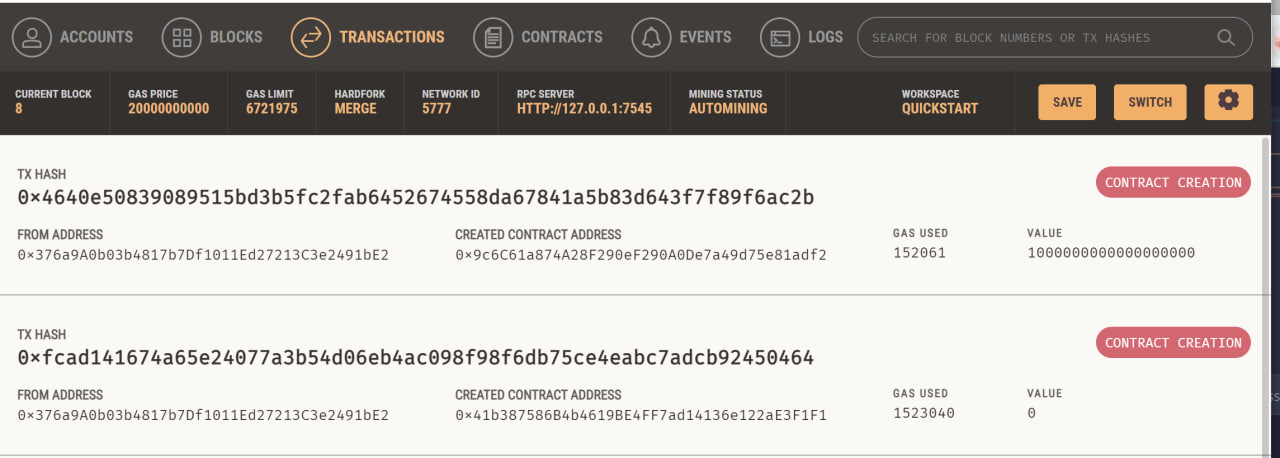 ACCOUNTS BLOCKS TRANSACTIONS CONTRACTS EVENTS LOGS SEARCH FOR BLOCK NUMBERS OR TX HASHES
CURRENT BLOCK GAS PRICE GAS LIMIT HARDFORK NETWORK ID RPC SERVER MINING STATUS WORKSPACE
8 20000000000 6721975 MERGE 5777 HTTP://127.0.0.1:7545 AUTOMINING QUICKSTART SAVE SWITCH
TX HASH
0×4640e50839089515bd3b5fc2fab6452674558da67841a5b83d643f7f89f6ac2b CONTRACT CREATION
FROM ADDRESS CREATED CONTRACT ADDRESS GAS USED VALUE
0×376a9A0b03b4817b7Df1011Ed27213C3e2491bE2 0×9c6C61a874A28F290eF290A0De7a49d75e81adf2 152061 1000000000000000000
TX HASH
0×fcad141674a65e24077a3b54d06eb4ac098f98f6db75ce4eabc7adcb92450464 CONTRACT CREATION
FROM ADDRESS CREATED CONTRACT ADDRESS GAS USED VALUE
0×376a9A0b03b4817b7Df1011Ed27213C3e2491bE2 0×41b387586B4b4619BE4FF7ad14136e122aE3F1F1 1523040 0